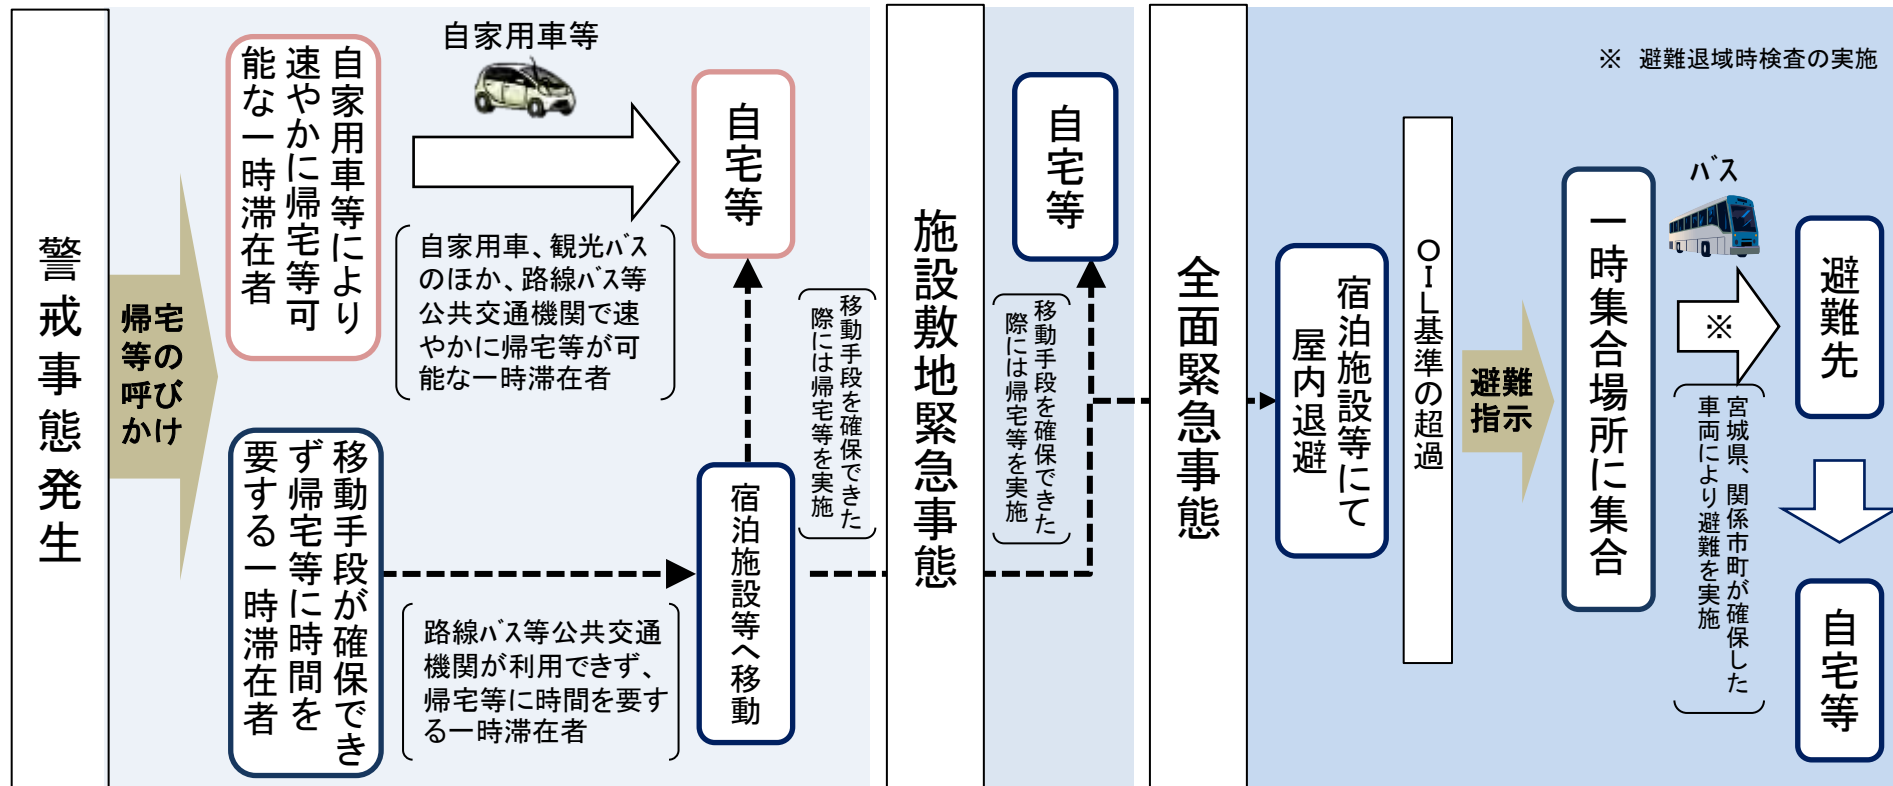 警戒事態発生
帰宅
等の
呼び
かけ
自家用車等により
速やかに帰宅等可
能な一時滞在者
自家用車等
自家用車、観光バス
のほか、路線バス等
公共交通機関で速
やかに帰宅等が可
能な一時滞在者
自宅等
移動手段が確保でき
ず帰宅等に時間を
要する一時滞在者
路線バス等公共交通
機関が利用できず、
帰宅等に時間を要す
る一時滞在者
宿泊施設等へ移動
移動手段を確保できた
際には帰宅等を実施
施設敷地緊急事態
自宅等
移動手段を確保できた
際には帰宅等を実施
全面緊急事態
宿泊施設等にて
屋内退避
OIL基準の超過
避難
指示
一時集合場所に集合
※ 避難退域時検査の実施
バス
※
宮城県、関係市町が確保した
車両により避難を実施
避難先
自宅等